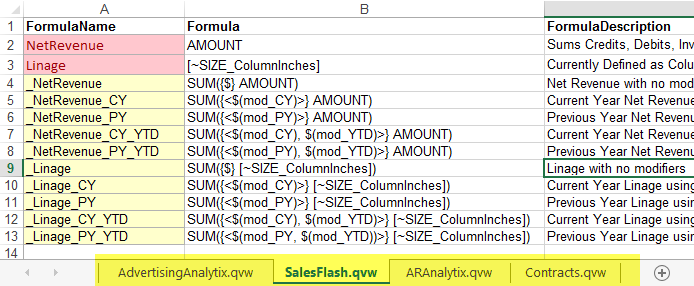 A B
1 FormulaName Formula FormulaDescription
2 NetRevenue AMOUNT Sums Credits, Debits, Inv
3 Linage [~SIZE_ColumnInches] Currently Defined as Colu
4 _NetRevenue SUM({$} AMOUNT) Net Revenue with no mod
5 _NetRevenue_CY SUM({<$(mod_CY)>} AMOUNT) Current Year Net Revenue
6 _NetRevenue_PY SUM({<$(mod_PY)>} AMOUNT) Previous Year Net Revenu
7 _NetRevenue_CY_YTD SUM({<$(mod_CY), $(mod_YTD)>} AMOUNT) Current Year Net Revenue
8 _NetRevenue_PY_YTD SUM({<$(mod_PY), $(mod_YTD)>} AMOUNT) Previous Year Net Revenu
9 _Linage SUM({$} [~SIZE_ColumnInches]) Linage with no modifiers
10 _Linage_CY SUM({<$(mod_CY)>} [~SIZE_ColumnInches]) Current Year Linage using
11 _Linage_PY SUM({<$(mod_PY)>} [~SIZE_ColumnInches]) Previous Year Linage usin
12 _Linage_CY_YTD SUM({<$(mod_CY), $(mod_YTD)>} [~SIZE_ColumnInches]) Current Year Linage using
13 _Linage_PY_YTD SUM({<$(mod_PY, $(mod_YTD))>} [~SIZE_ColumnInches]) Previous Year Linage usin
14
AdvertisingAnalytix.qvw SalesFlash.qvw ARAnalytix.qvw Contracts.qvw